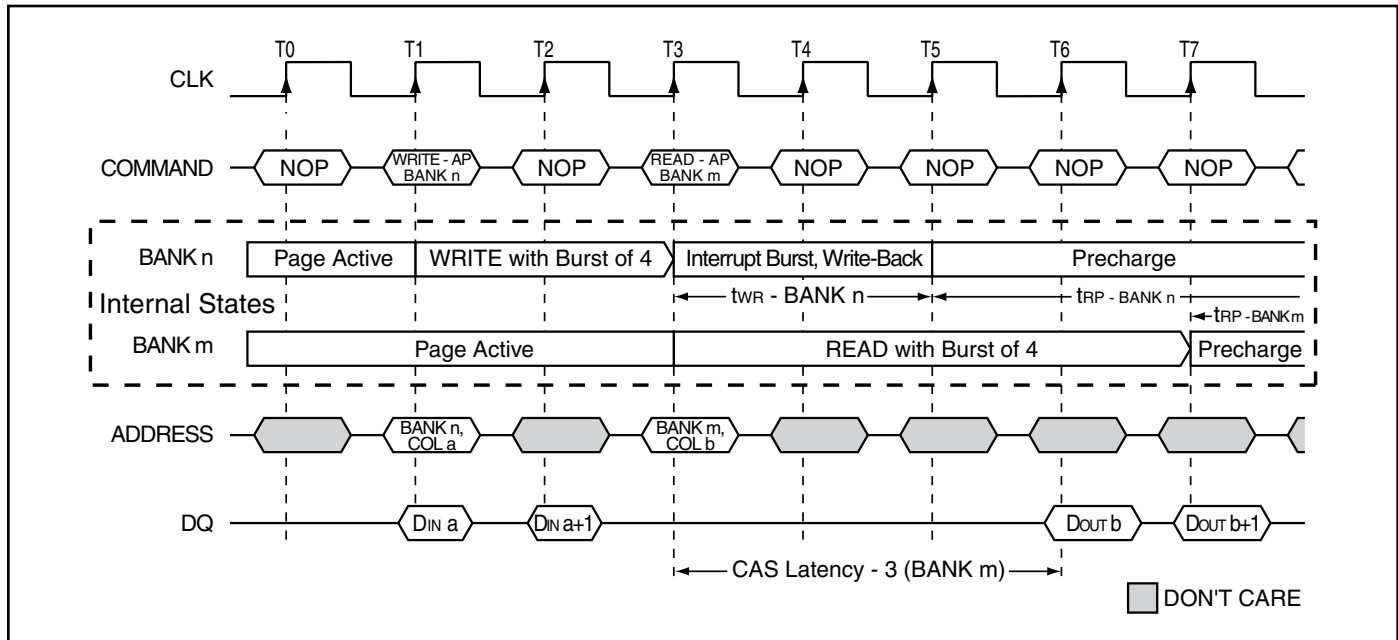 T0 T1 T2 T3 T4 T5 T6 T7
CLK
COMMAND NOP WRITE - AP BANK n NOP READ - AP BANK m NOP NOP NOP NOP
BANK n Page Active WRITE with Burst of 4 Interrupt Burst, Write-Back Precharge
Internal States tWR - BANK n tRP - BANK n
tRP - BANK m
BANK m Page Active READ with Burst of 4 Precharge
ADDRESS BANK n, COL a BANK m, COL b
DQ DIN a DIN a+1 DOUT b DOUT b+1
CAS Latency - 3 (BANK m)
DON'T CARE